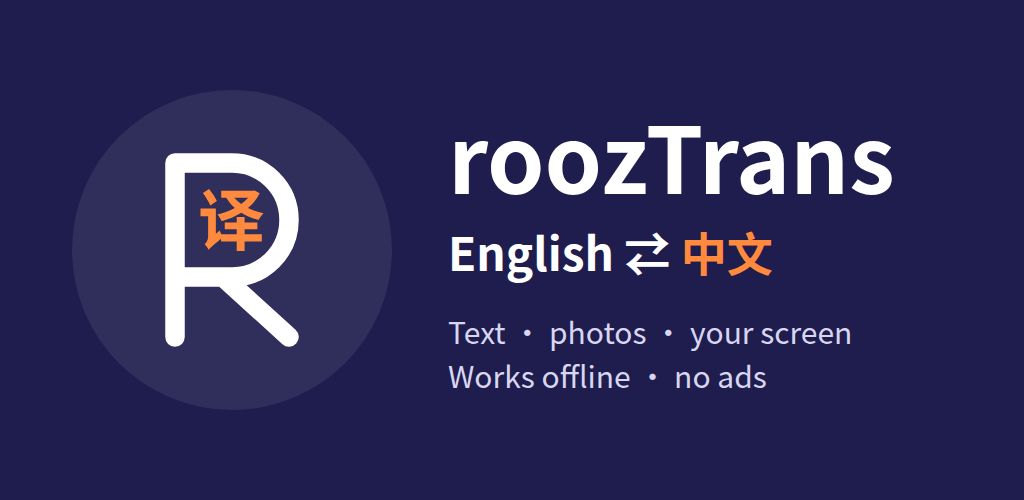 R
译
roozTrans
English ⇄ 中文
Text · photos · your screen
Works offline · no ads